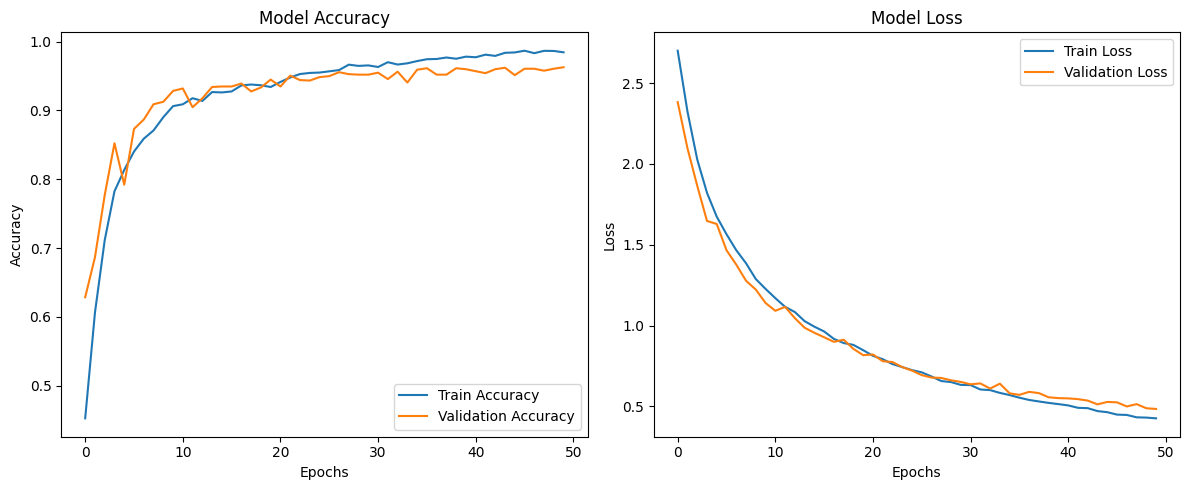 Model Accuracy
1.0
0.9
0.8
0.7
0.6
0.5
Accuracy
0 10 20 30 40 50
Epochs
Train Accuracy
Validation Accuracy
Model Loss
2.5
2.0
1.5
1.0
0.5
Loss
0 10 20 30 40 50
Epochs
Train Loss
Validation Loss